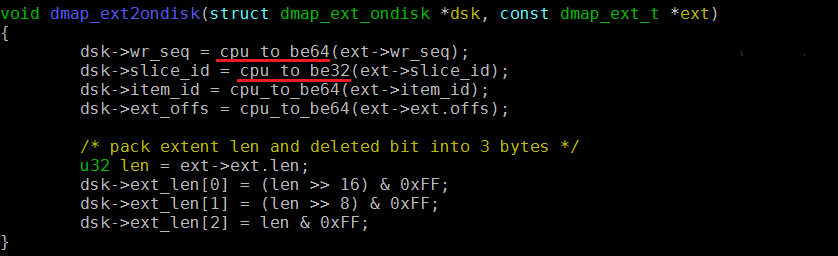 void dmap_ext2ondisk(struct dmap_ext_ondisk *dsk, const dmap_ext_t *ext)
{
        dsk->wr_seq = cpu_to_be64(ext->wr_seq);
        dsk->slice_id = cpu_to_be32(ext->slice_id);
        dsk->item_id = cpu_to_be64(ext->item_id);
        dsk->ext_offs = cpu_to_be64(ext->ext.offs);

        /* pack extent len and deleted bit into 3 bytes */
        u32 len = ext->ext.len;
        dsk->ext_len[0] = (len >> 16) & 0xFF;
        dsk->ext_len[1] = (len >> 8) & 0xFF;
        dsk->ext_len[2] = len & 0xFF;
}